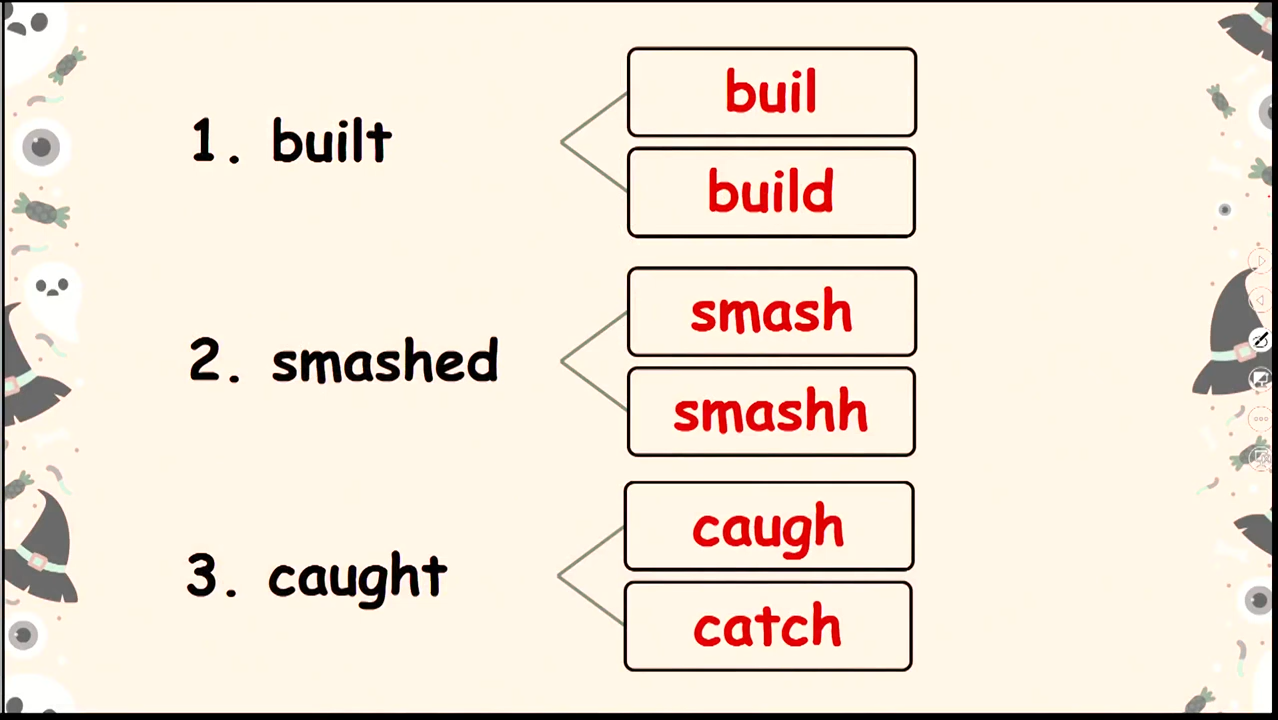 1. built
buil
build
2. smashed
smash
smashh
3. caught
caugh
catch